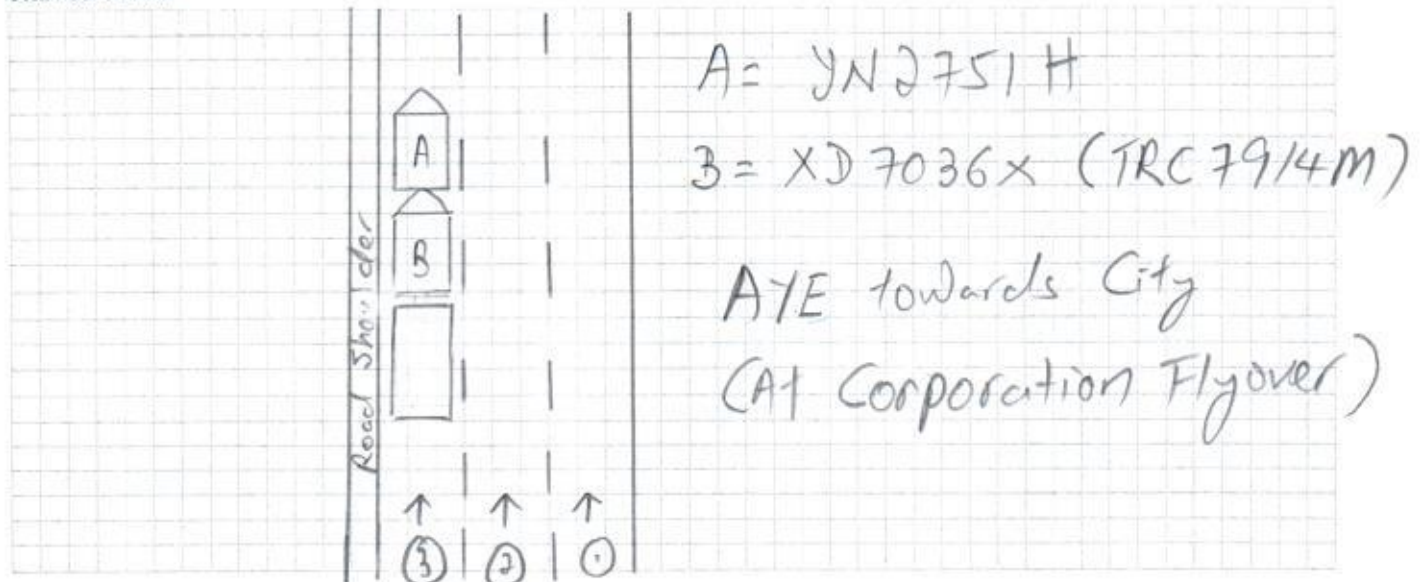 A= YN2751H
B= XD7036X (TRC7914M)
AYE towards City
(At Corporation Flyover)
A
B
Road Shoulder
3 2 1